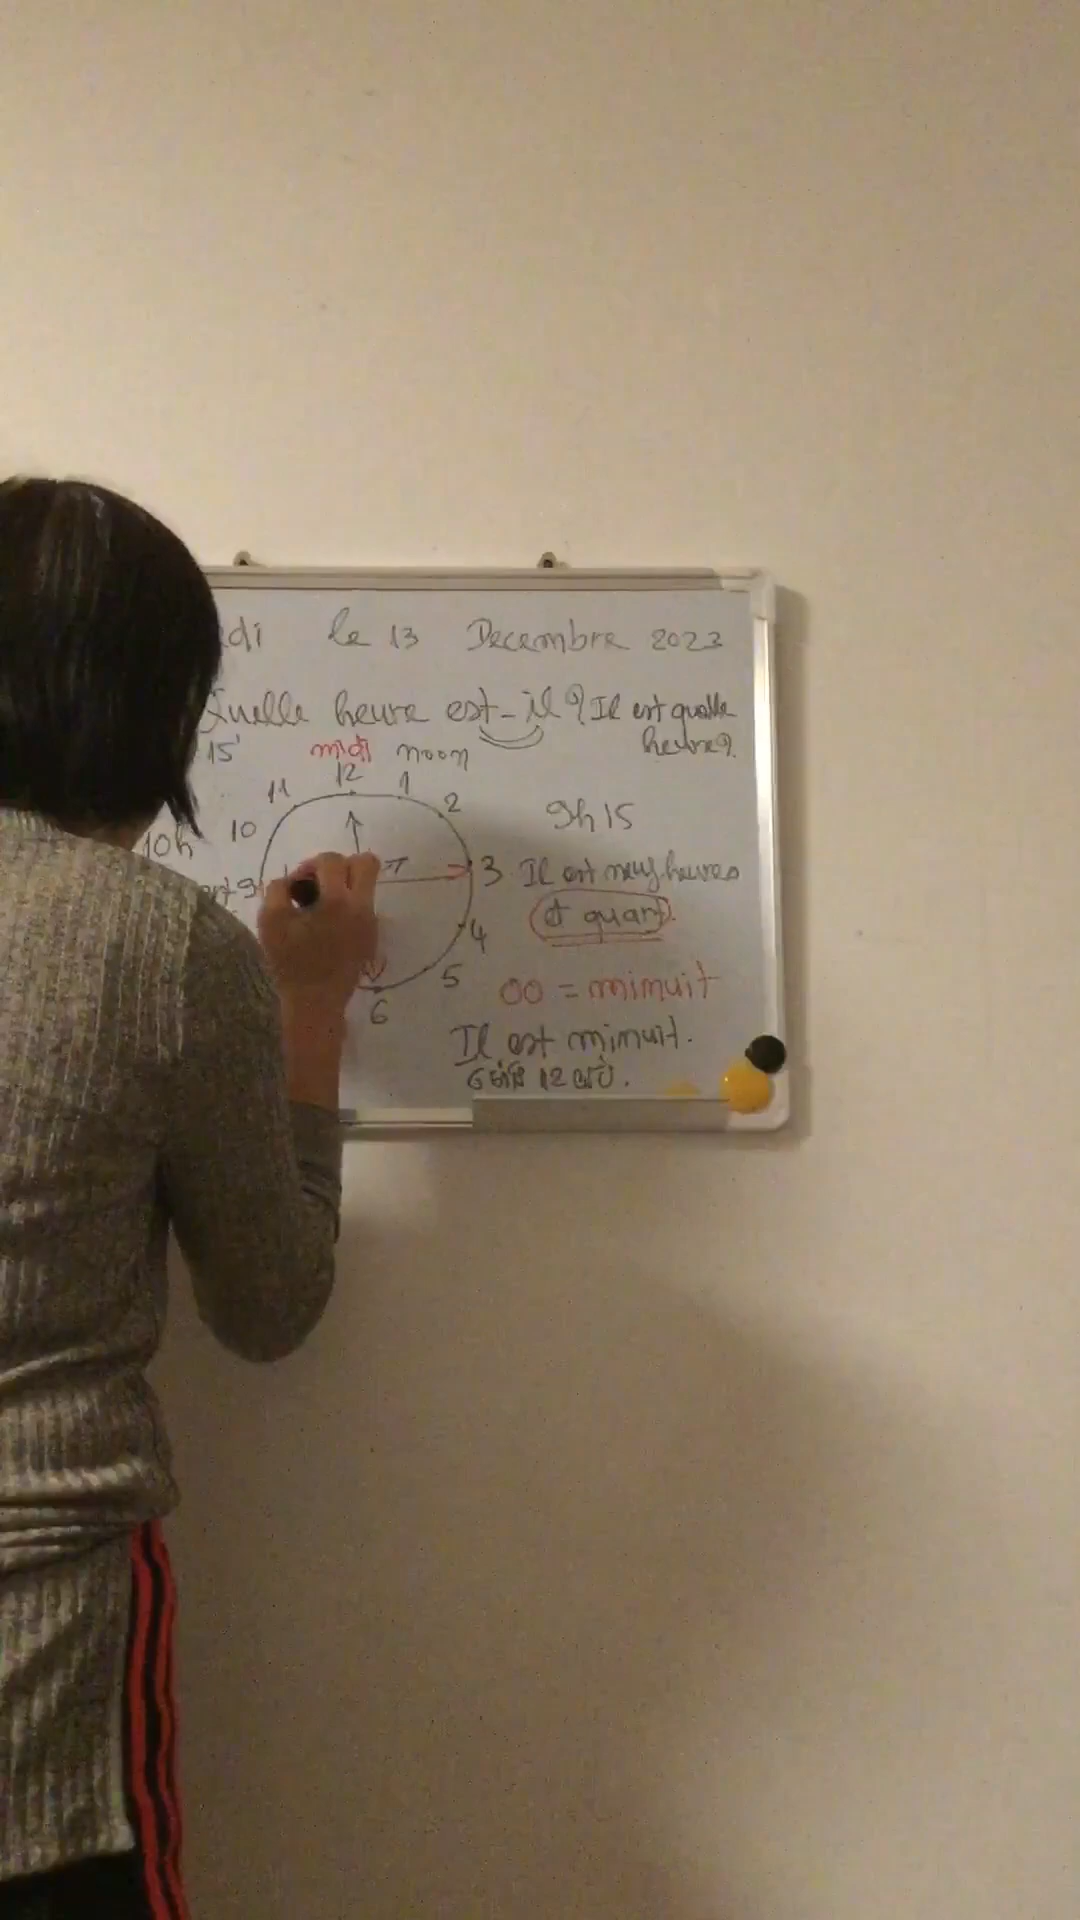 di le 13 Decembre 2023
Quelle heure est-il? Il est quelle
heure?
15' midi noon
12
11 1
10 2
10h 9h15
9 3 Il est neuf heures
et quart.
4
5
6
00 = minuit
Il est minuit.
12